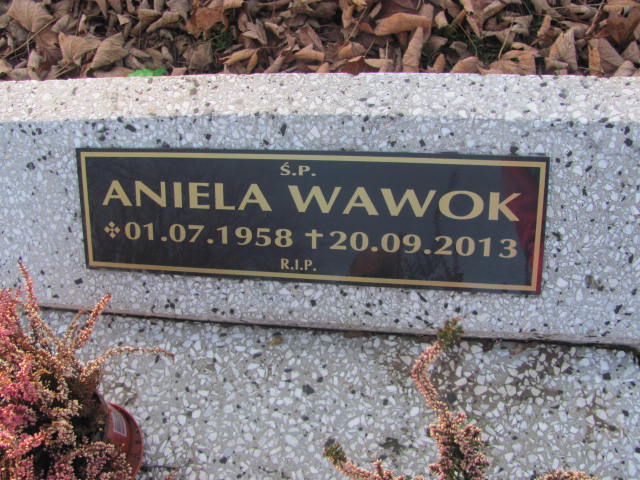 Ś.P.
ANIELA WAWOK
✣01.07.1958 †20.09.2013
R.I.P.